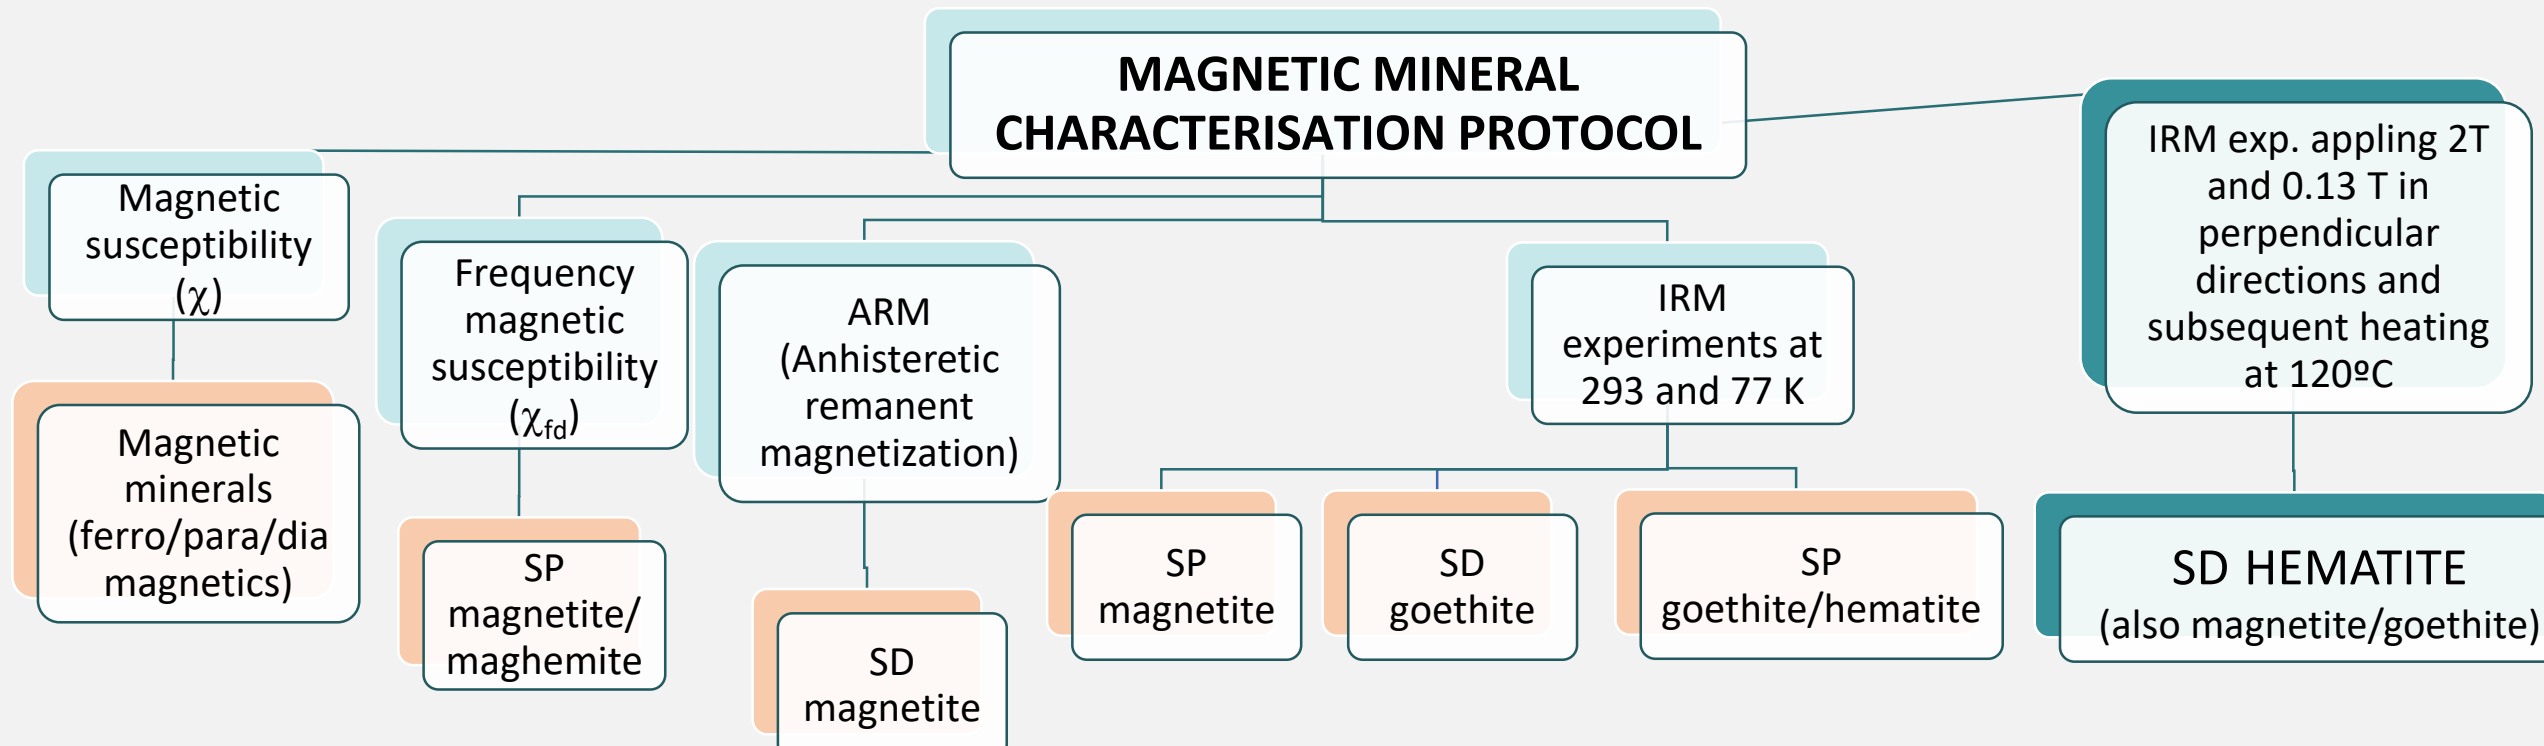 MAGNETIC MINERAL
CHARACTERISATION PROTOCOL
Magnetic
susceptibility
(χ)
Magnetic
minerals
(ferro/para/dia
magnetics)
Frequency
magnetic
susceptibility
(χfd)
SP
magnetite/
maghemite
ARM
(Anhisteretic
remanent
magnetization)
SD
magnetite
IRM
experiments at
293 and 77 K
SP
magnetite
SD
goethite
SP
goethite/hematite
IRM exp. appling 2T
and 0.13 T in
perpendicular
directions and
subsequent heating
at 120ºC
SD HEMATITE
(also magnetite/goethite)